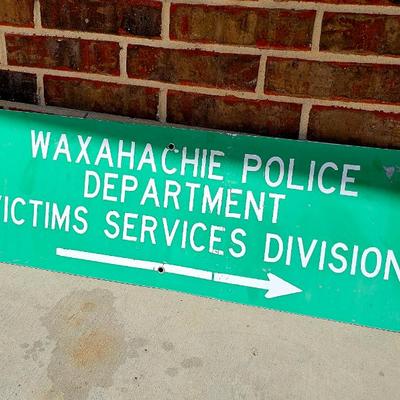 WAXAHACHIE POLICE
DEPARTMENT
VICTIMS SERVICES DIVISION